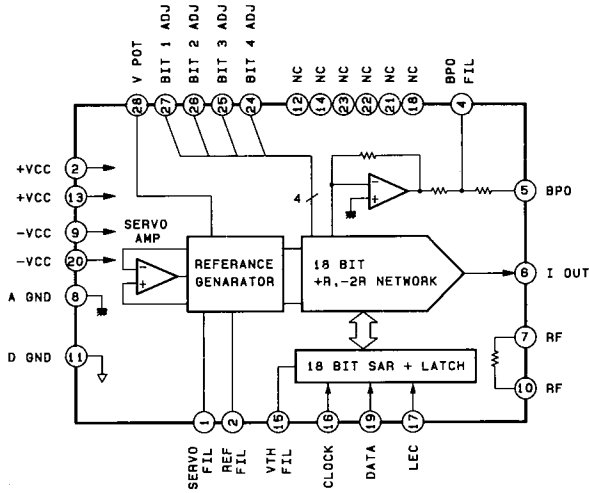 V POT
BIT 1 ADJ
BIT 2 ADJ
BIT 3 ADJ
BIT 4 ADJ
NC
NC
NC
NC
NC
NC
BPO
FIL
28
27
26
25
24
12
14
23
22
21
18
4
+VCC
2
+VCC
13
-VCC
9
-VCC
20
A GND
8
D GND
11
SERVO
AMP
-
+
REFERANCE
GENARATOR
4
-
+
5
BPO
18 BIT
+R,-2R NETWORK
6
I OUT
18 BIT SAR + LATCH
7
RF
10
RF
1
2
15
16
19
17
SERVO
FIL
REF
FIL
VTH
FIL
CLOCK
DATA
LEC